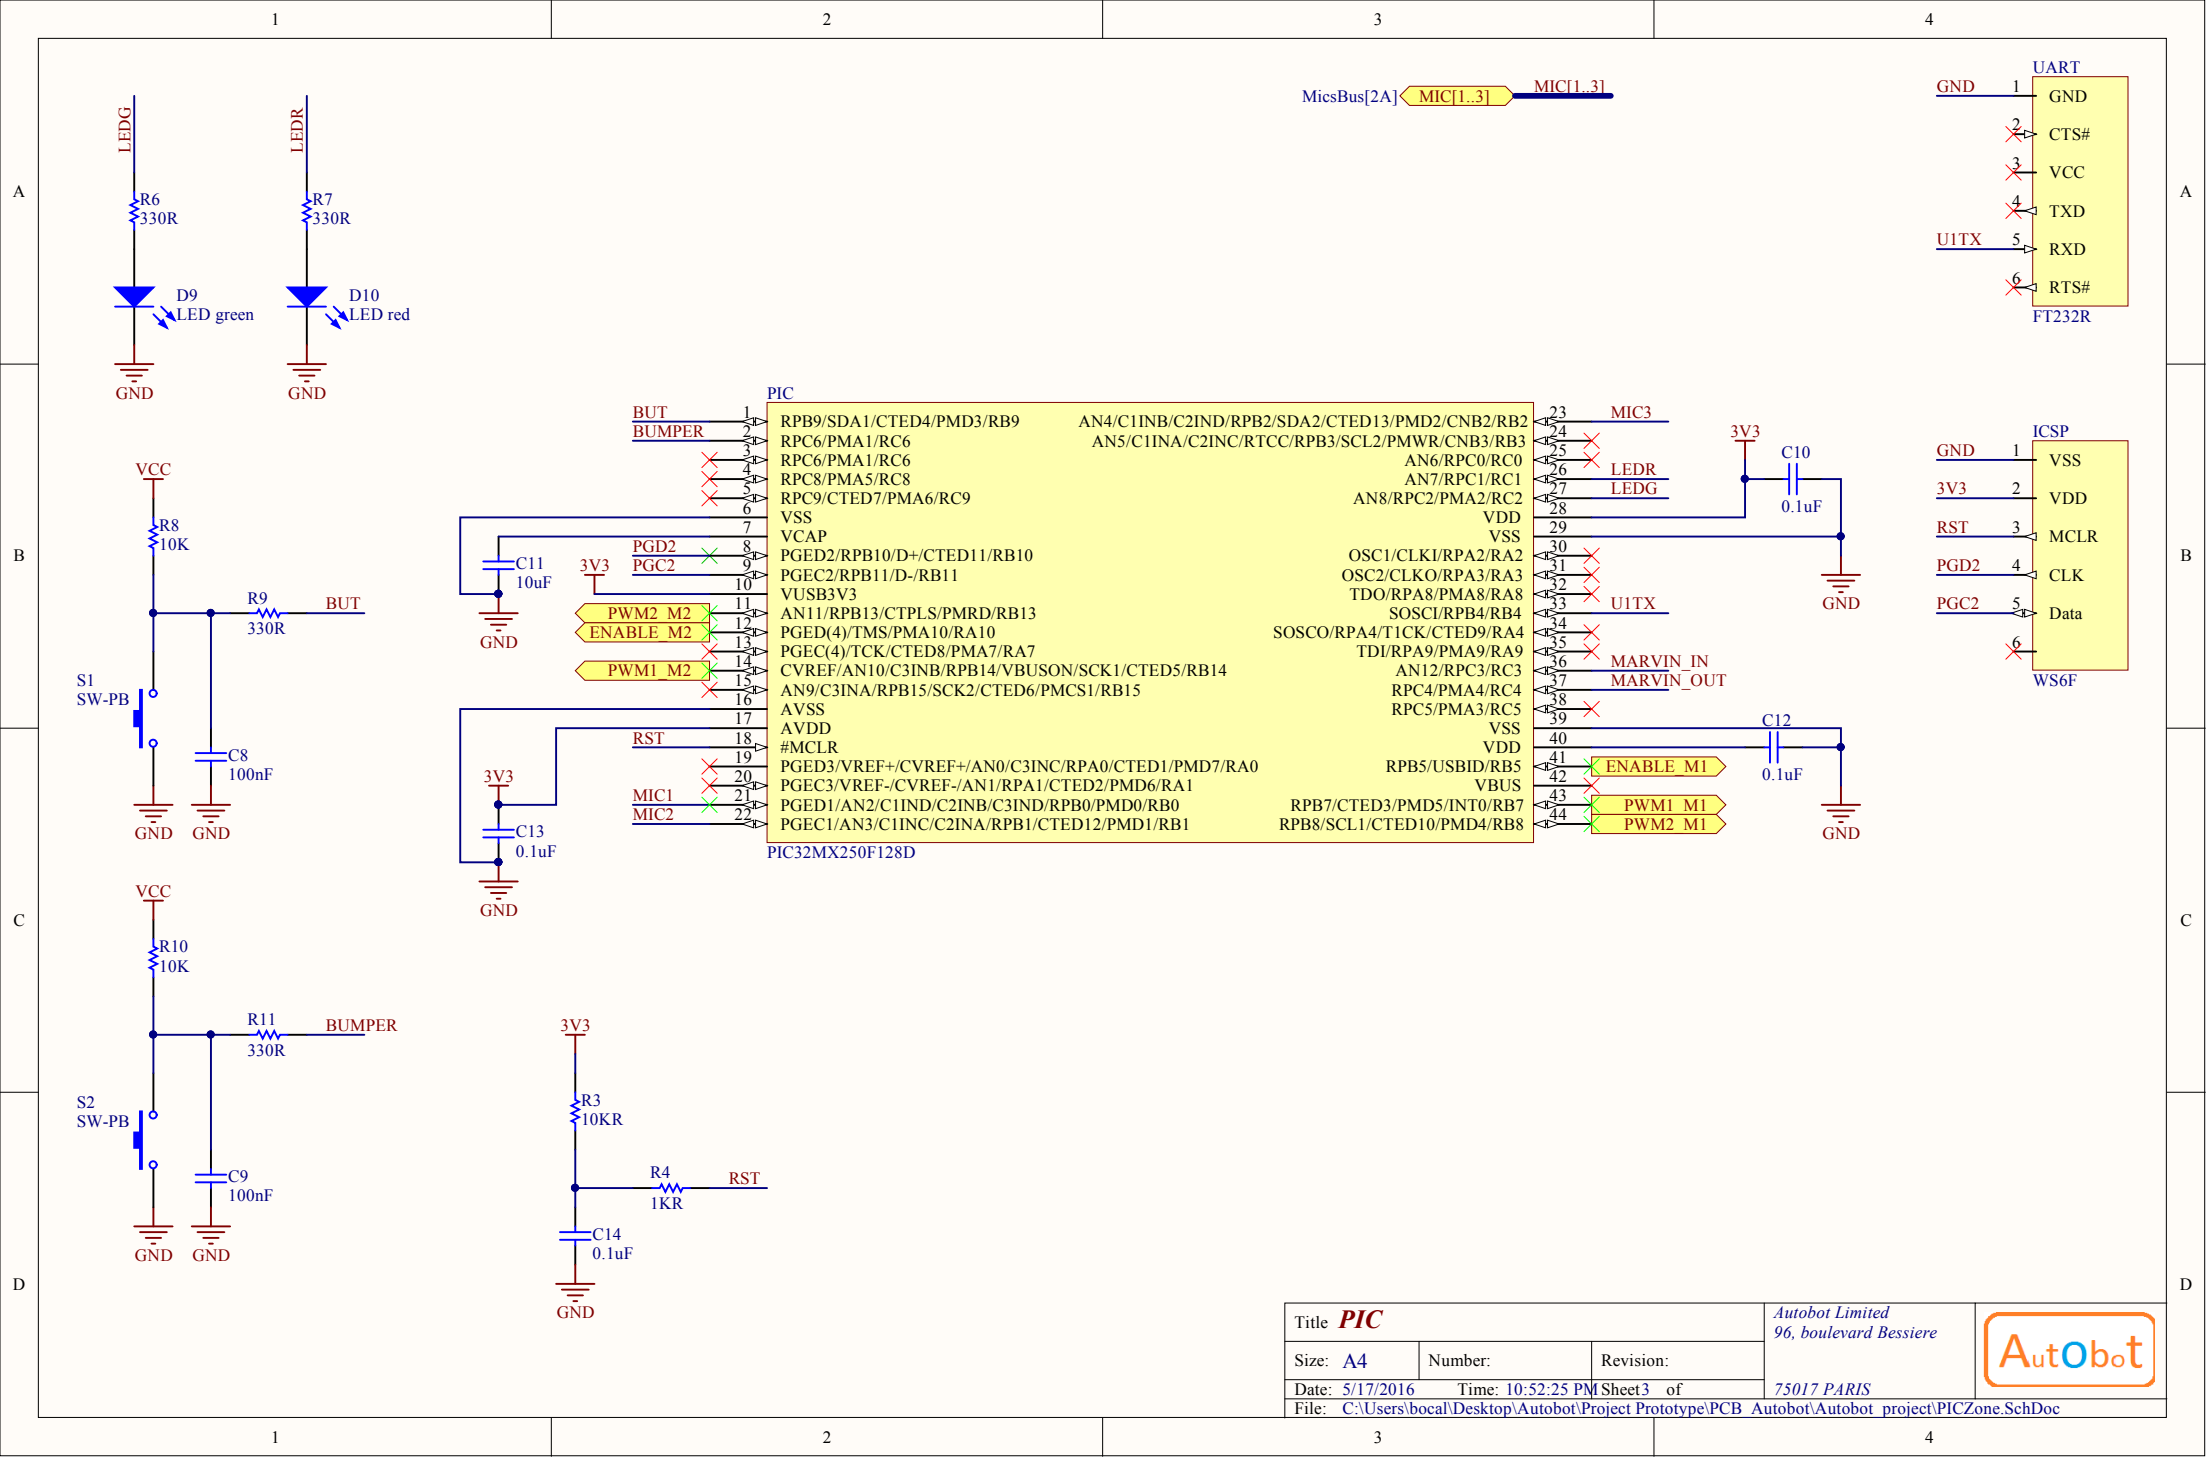 1 2 3 4
A
B
C
D
A
B
C
D
1 2 3 4
LEDG
R6
330R
D9
LED green
GND
LEDR
R7
330R
D10
LED red
GND
MicsBus[2A] MIC[1..3] MIC[1..3]
UART
GND 1 GND
2 CTS#
3 VCC
4 TXD
U1TX 5 RXD
6 RTS#
FT232R
VCC
R8
10K
R9
330R
BUT
S1
SW-PB
C8
100nF
GND GND
VCC
R10
10K
R11
330R
BUMPER
S2
SW-PB
C9
100nF
GND GND
PIC
BUT 1 RPB9/SDA1/CTED4/PMD3/RB9
BUMPER 2 RPC6/PMA1/RC6
3 RPC6/PMA1/RC6
4 RPC8/PMA5/RC8
5 RPC9/CTED7/PMA6/RC9
6 VSS
7 VCAP
PGD2 8 PGED2/RPB10/D+/CTED11/RB10
PGC2 9 PGEC2/RPB11/D-/RB11
10 VUSB3V3
PWM2_M2 11 AN11/RPB13/CTPLS/PMRD/RB13
ENABLE_M2 12 PGED(4)/TMS/PMA10/RA10
13 PGEC(4)/TCK/CTED8/PMA7/RA7
PWM1_M2 14 CVREF/AN10/C3INB/RPB14/VBUSON/SCK1/CTED5/RB14
15 AN9/C3INA/RPB15/SCK2/CTED6/PMCS1/RB15
16 AVSS
17 AVDD
RST 18 #MCLR
19 PGED3/VREF+/CVREF+/AN0/C3INC/RPA0/CTED1/PMD7/RA0
20 PGEC3/VREF-/CVREF-/AN1/RPA1/CTED2/PMD6/RA1
MIC1 21 PGED1/AN2/C1IND/C2INB/C3IND/RPB0/PMD0/RB0
MIC2 22 PGEC1/AN3/C1INC/C2INA/RPB1/CTED12/PMD1/RB1
PIC32MX250F128D
AN4/C1INB/C2IND/RPB2/SDA2/CTED13/PMD2/CNB2/RB2 23 MIC3
AN5/C1INA/C2INC/RTCC/RPB3/SCL2/PMWR/CNB3/RB3 24
AN6/RPC0/RC0 25
AN7/RPC1/RC1 26 LEDR
AN8/RPC2/PMA2/RC2 27 LEDG
VDD 28
VSS 29
OSC1/CLKI/RPA2/RA2 30
OSC2/CLKO/RPA3/RA3 31
TDO/RPA8/PMA8/RA8 32
SOSCI/RPB4/RB4 33 U1TX
SOSCO/RPA4/T1CK/CTED9/RA4 34
TDI/RPA9/PMA9/RA9 35
AN12/RPC3/RC3 36 MARVIN_IN
RPC4/PMA4/RC4 37 MARVIN_OUT
RPC5/PMA3/RC5 38
VSS 39
VDD 40
RPB5/USBID/RB5 41 ENABLE_M1
VBUS 42
RPB7/CTED3/PMD5/INT0/RB7 43 PWM1_M1
RPB8/SCL1/CTED10/PMD4/RB8 44 PWM2_M1
C11
10uF
GND
3V3
3V3
C13
0.1uF
GND
3V3
C10
0.1uF
GND
C12
0.1uF
GND
ICSP
GND 1 VSS
3V3 2 VDD
RST 3 MCLR
PGD2 4 CLK
PGC2 5 Data
6
WS6F
3V3
R3
10KR
R4
1KR
RST
C14
0.1uF
GND
Title PIC
Size: A4 Number: Revision:
Date: 5/17/2016 Time: 10:52:25 PM Sheet3 of
File: C:\Users\bocal\Desktop\Autobot\Project Prototype\PCB_Autobot\Autobot_project\PICZone.SchDoc
Autobot Limited
96, boulevard Bessiere
75017 PARIS
Autobot